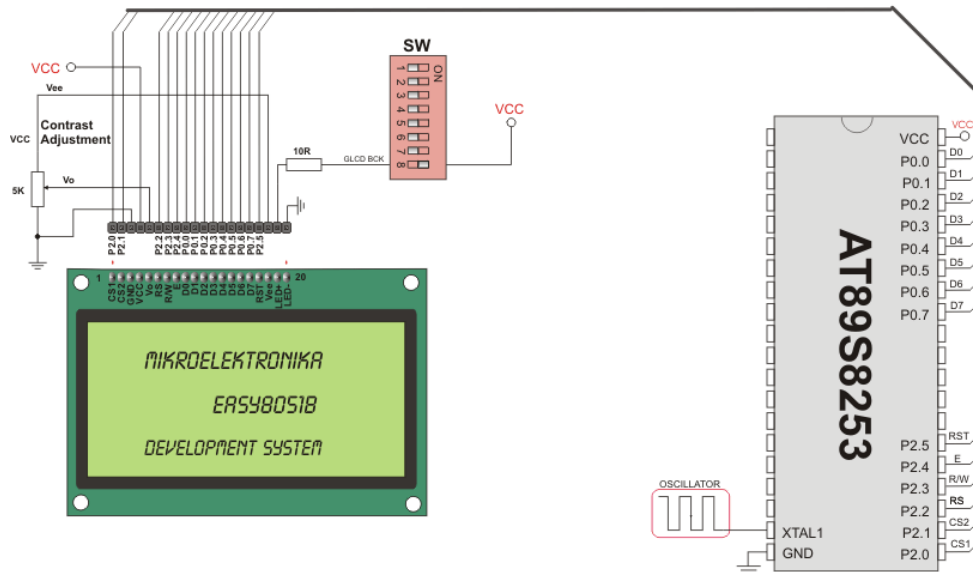 SW
VCC
Vee
Contrast
Adjustment
VCC
5K
Vo
10R
GLCD BCK
1
2
3
4
5
6
7
8
ON
VCC
P2.0
P2.1
P2.2
P2.3
P2.4
P0.0
P0.1
P0.2
P0.3
P0.4
P0.5
P0.6
P0.7
P2.5
1
20
CS1
CS2
GND
VCC
Vo
RS
R/W
E
D0
D1
D2
D3
D4
D5
D6
D7
RST
Vee
LED+
LED-
MIKROELEKTRONIKA
EASY8051B
DEVELOPMENT SYSTEM
AT89S8253
VCC
VCC
P0.0 D0
P0.1 D1
P0.2 D2
P0.3 D3
P0.4 D4
P0.5 D5
P0.6 D6
P0.7 D7
P2.5 RST
P2.4 E
P2.3 R/W
P2.2 RS
P2.1 CS2
P2.0 CS1
OSCILLATOR
XTAL1
GND